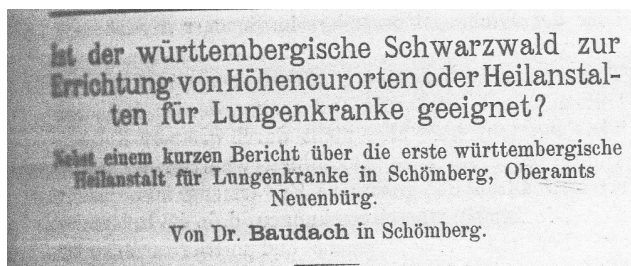 Ist der württembergische Schwarzwald zur
Errichtung von Höhencurorten oder Heilanstal-
ten für Lungenkranke geeignet?
Nebst einem kurzen Bericht über die erste württembergische
Heilanstalt für Lungenkranke in Schömberg, Oberamts
Neuenbürg.
Von Dr. Baudach in Schömberg.